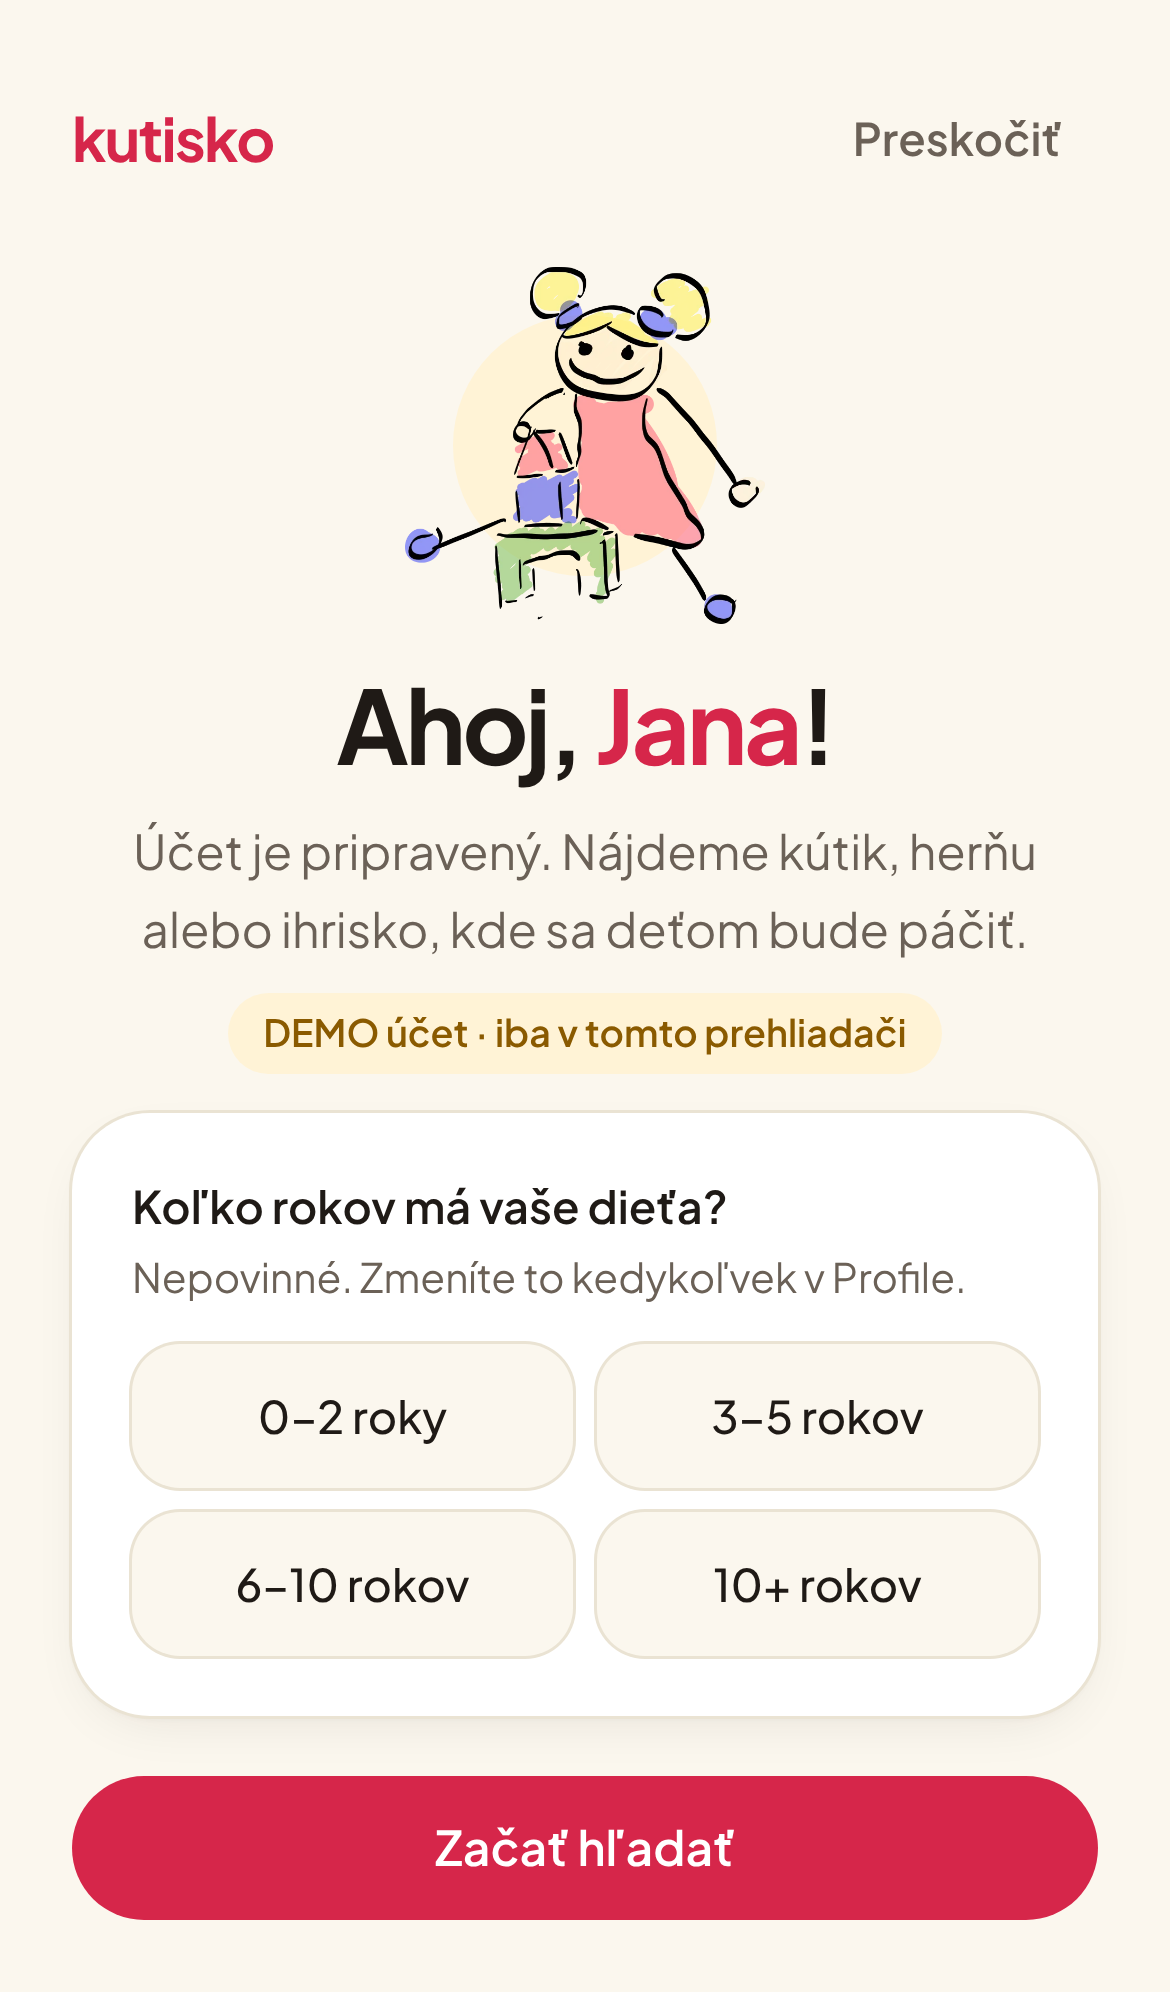 kutisko
Preskočiť
Ahoj, Jana!
Účet je pripravený. Nájdeme kútik, herňu
alebo ihrisko, kde sa deťom bude páčiť.
DEMO účet · iba v tomto prehliadači
Koľko rokov má vaše dieťa?
Nepovinné. Zmeníte to kedykoľvek v Profile.
0–2 roky
3–5 rokov
6–10 rokov
10+ rokov
Začať hľadať